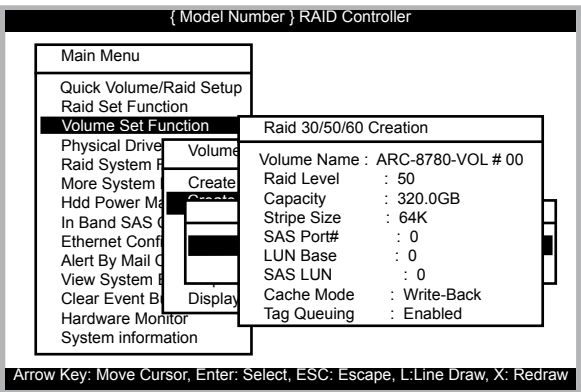 { Model Number } RAID Controller
Main Menu
Quick Volume/Raid Setup
Raid Set Function
Volume Set Function
Physical Drive
Raid System
More System
Hdd Power Ma
In Band SAS
Ethernet Confi
Alert By Mail C
View System E
Clear Event B
Hardware Monitor
System information
Volume
Create
Create
Display
Raid 30/50/60 Creation
Volume Name : ARC-8780-VOL # 00
Raid Level : 50
Capacity : 320.0GB
Stripe Size : 64K
SAS Port# : 0
LUN Base : 0
SAS LUN : 0
Cache Mode : Write-Back
Tag Queuing : Enabled
Arrow Key: Move Cursor, Enter: Select, ESC: Escape, L:Line Draw, X: Redraw